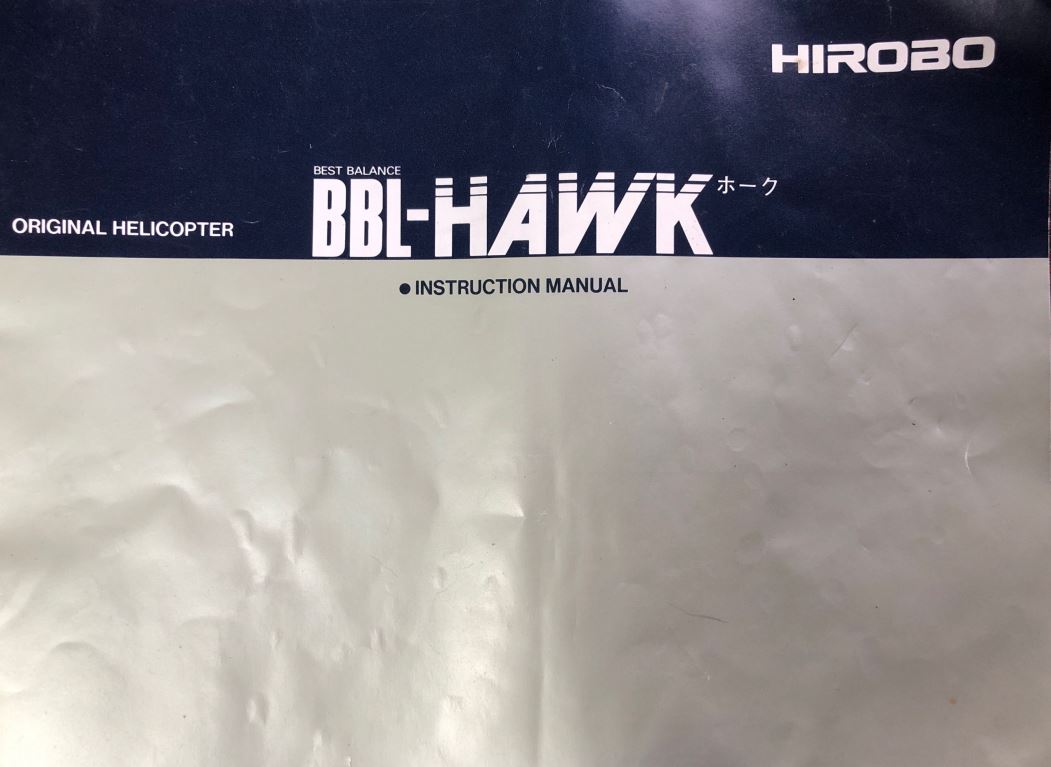 HIROBO
BEST BALANCE
BBL-HAWK ホーク
ORIGINAL HELICOPTER
● INSTRUCTION MANUAL